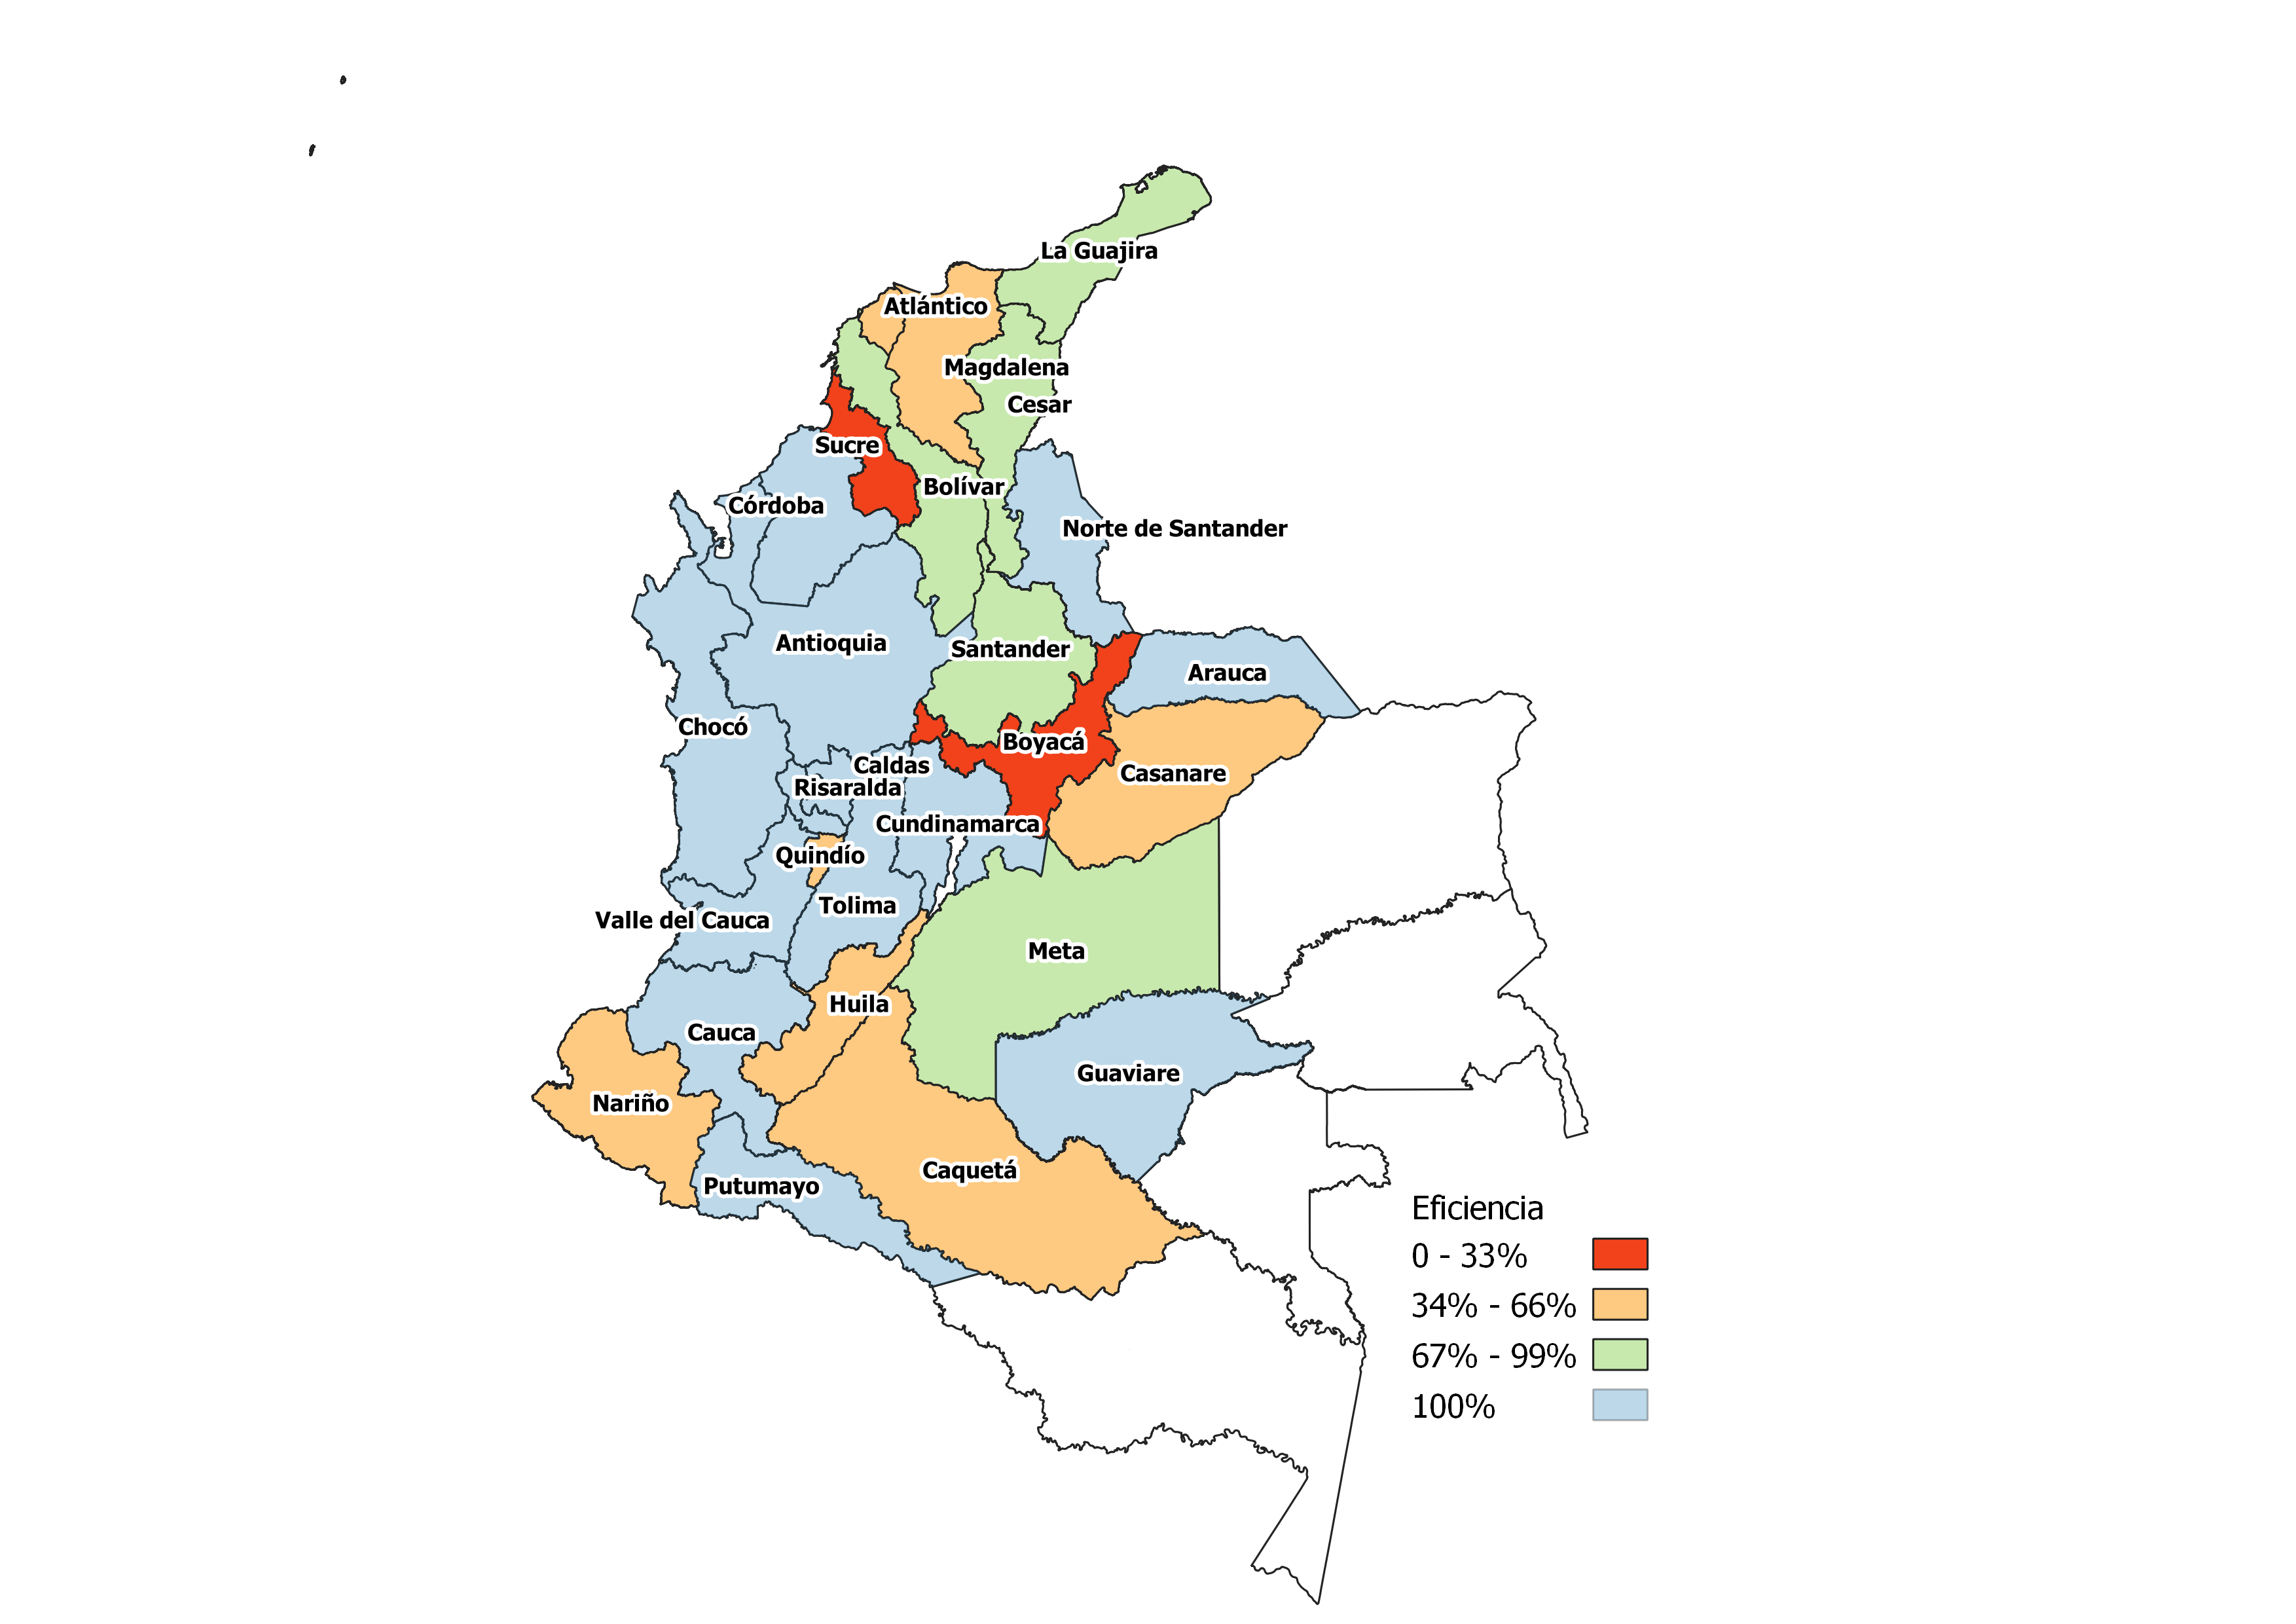 La Guajira
Atlántico
Magdalena
Cesar
Sucre
Bolívar
Córdoba
Norte de Santander
Antioquia
Santander
Arauca
Chocó
Boyacá
Caldas
Casanare
Risaralda
Cundinamarca
Quindío
Tolima
Valle del Cauca
Meta
Huila
Cauca
Guaviare
Nariño
Caquetá
Putumayo
Eficiencia
0 - 33%
34% - 66%
67% - 99%
100%